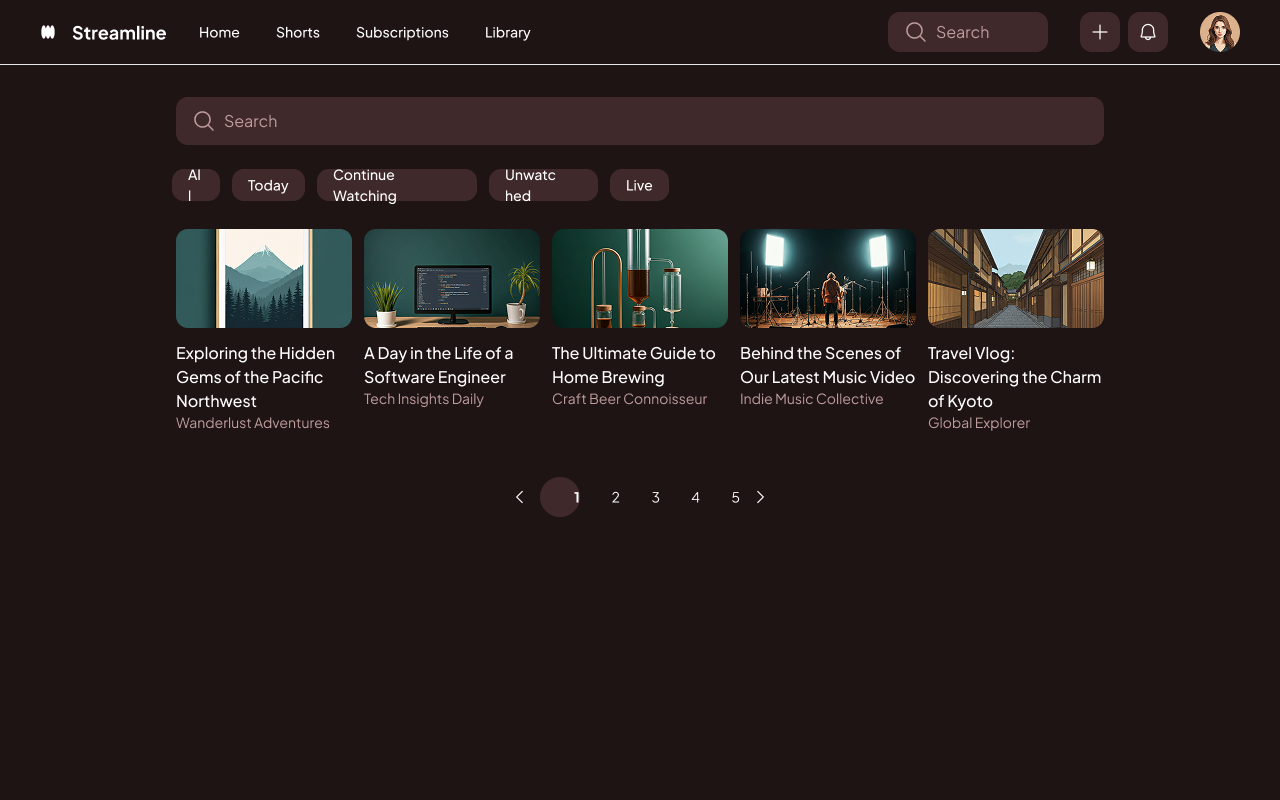 Streamline
Home
Shorts
Subscriptions
Library
Search
Search
Al
l
Today
Continue
Watching
Unwatc
hed
Live
Exploring the Hidden
Gems of the Pacific
Northwest
Wanderlust Adventures
A Day in the Life of a
Software Engineer
Tech Insights Daily
The Ultimate Guide to
Home Brewing
Craft Beer Connoisseur
Behind the Scenes of
Our Latest Music Video
Indie Music Collective
Travel Vlog:
Discovering the Charm
of Kyoto
Global Explorer
1
2
3
4
5